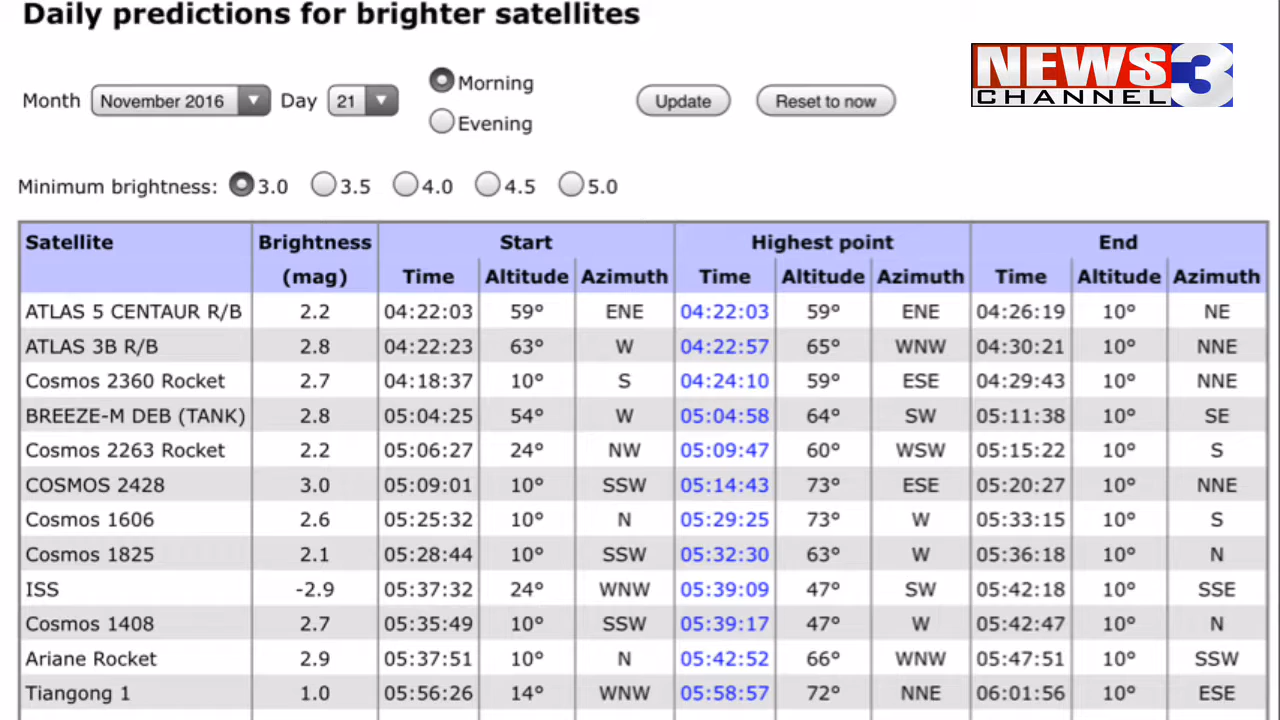 Daily predictions for brighter satellites
NEWS 3
CHANNEL
Month November 2016 Day 21 Morning Update Reset to now
Evening
Minimum brightness: 3.0 3.5 4.0 4.5 5.0
Satellite Brightness Start Highest point End
(mag) Time Altitude Azimuth Time Altitude Azimuth Time Altitude Azimuth
ATLAS 5 CENTAUR R/B 2.2 04:22:03 59° ENE 04:22:03 59° ENE 04:26:19 10° NE
ATLAS 3B R/B 2.8 04:22:23 63° W 04:22:57 65° WNW 04:30:21 10° NNE
Cosmos 2360 Rocket 2.7 04:18:37 10° S 04:24:10 59° ESE 04:29:43 10° NNE
BREEZE-M DEB (TANK) 2.8 05:04:25 54° W 05:04:58 64° SW 05:11:38 10° SE
Cosmos 2263 Rocket 2.2 05:06:27 24° NW 05:09:47 60° WSW 05:15:22 10° S
COSMOS 2428 3.0 05:09:01 10° SSW 05:14:43 73° ESE 05:20:27 10° NNE
Cosmos 1606 2.6 05:25:32 10° N 05:29:25 73° W 05:33:15 10° S
Cosmos 1825 2.1 05:28:44 10° SSW 05:32:30 63° W 05:36:18 10° N
ISS -2.9 05:37:32 24° WNW 05:39:09 47° SW 05:42:18 10° SSE
Cosmos 1408 2.7 05:35:49 10° SSW 05:39:17 47° W 05:42:47 10° N
Ariane Rocket 2.9 05:37:51 10° N 05:42:52 66° WNW 05:47:51 10° SSW
Tiangong 1 1.0 05:56:26 14° WNW 05:58:57 72° NNE 06:01:56 10° ESE